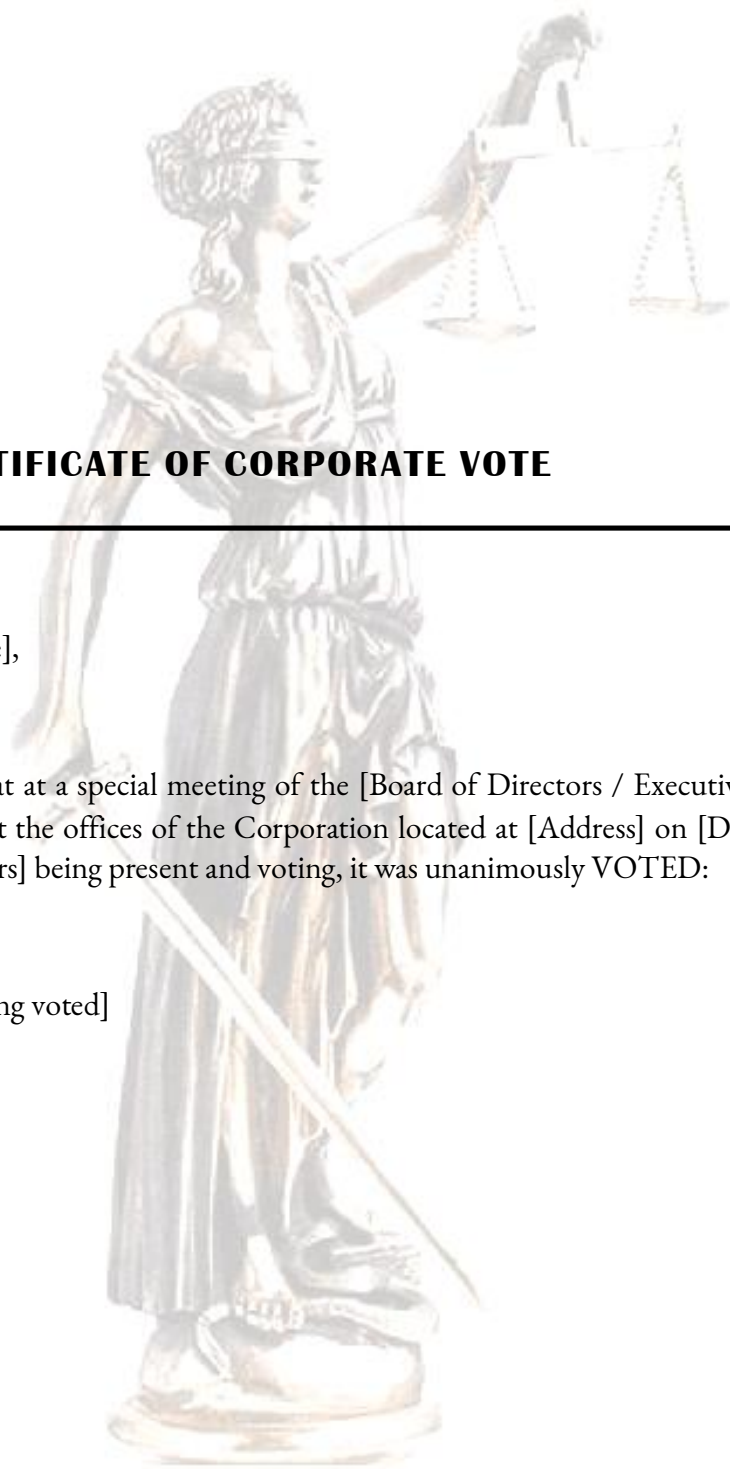 TIFICATE OF CORPORATE VOTE
],
at at a special meeting of the [Board of Directors / Executiv
t the offices of the Corporation located at [Address] on [D
rs] being present and voting, it was unanimously VOTED:
ng voted]